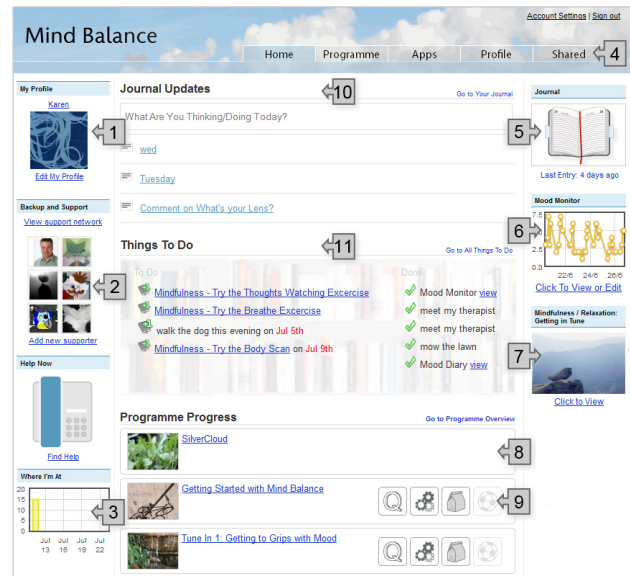 Account Settings | Sign out
Mind Balance
Home Programme Apps Profile Shared 4
My Profile
Karen
1
Edit My Profile
Backup and Support
View support network
2
Add new supporter
Help Now
Find Help
Where I'm At
20
15
10
5
0
3
Jul Jul Jul Jul
13 16 19 22
Journal Updates 10 Go to Your Journal
What Are You Thinking/Doing Today?
wed
Tuesday
Comment on What's your Lens?
Things To Do 11 Go to All Things To Do
To Do Done
Mindfulness - Try the Thoughts Watching Excercise
Mindfulness - Try the Breathe Excercise
walk the dog this evening on Jul 5th
Mindfulness - Try the Body Scan on Jul 9th
Mood Monitor view
meet my therapist
meet my therapist
mow the lawn
Mood Diary view
Programme Progress Go to Programme Overview
SilverCloud 8
Getting Started with Mind Balance Q 9
Tune In 1: Getting to Grips with Mood Q
Journal
5
Last Entry: 4 days ago
Mood Monitor
7.5
5.0
2.5
0.0
6
22/6 24/6 26/6
Click To View or Edit
Mindfulness / Relaxation:
Getting in Tune
7
Click to View